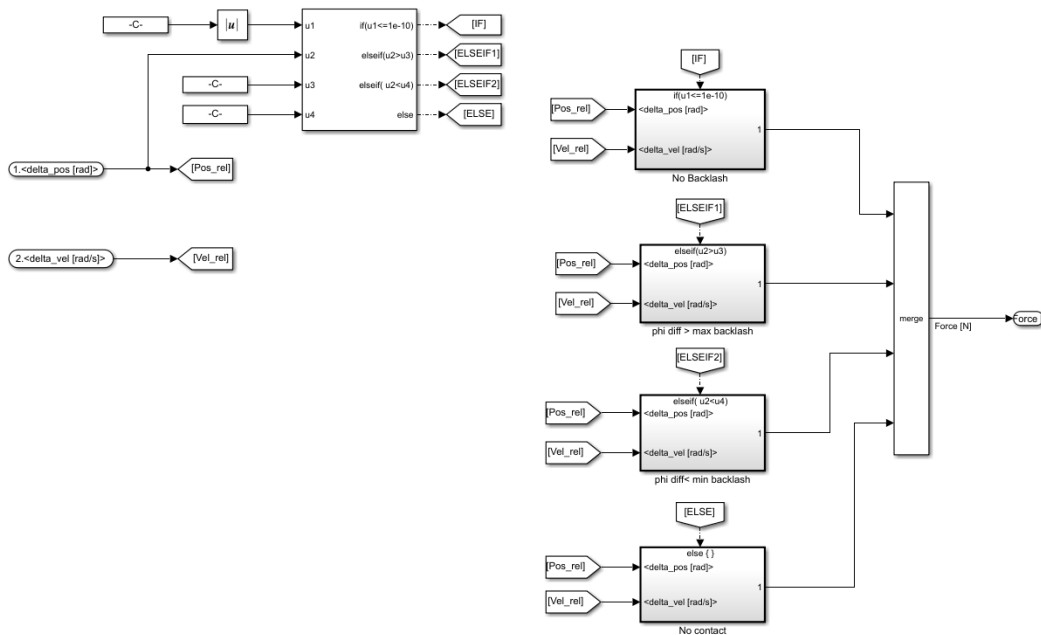 -C-
|u|
u1
if(u1<=1e-10)
[IF]
u2
elseif(u2>u3)
[ELSEIF1]
-C-
u3
elseif( u2<u4)
[ELSEIF2]
-C-
u4
else
[ELSE]
1.<delta_pos [rad]>
[Pos_rel]
2.<delta_vel [rad/s]>
[Vel_rel]
[IF]
if(u1<=1e-10)
[Pos_rel]
<delta_pos [rad]>
1
[Vel_rel]
<delta_vel [rad/s]>
No Backlash
[ELSEIF1]
elseif(u2>u3)
[Pos_rel]
<delta_pos [rad]>
1
[Vel_rel]
<delta_vel [rad/s]>
phi diff > max backlash
merge
Force [N]
Force
[ELSEIF2]
elseif( u2<u4)
[Pos_rel]
<delta_pos [rad]>
1
[Vel_rel]
<delta_vel [rad/s]>
phi diff< min backlash
[ELSE]
else { }
[Pos_rel]
<delta_pos [rad]>
1
[Vel_rel]
<delta_vel [rad/s]>
No contact